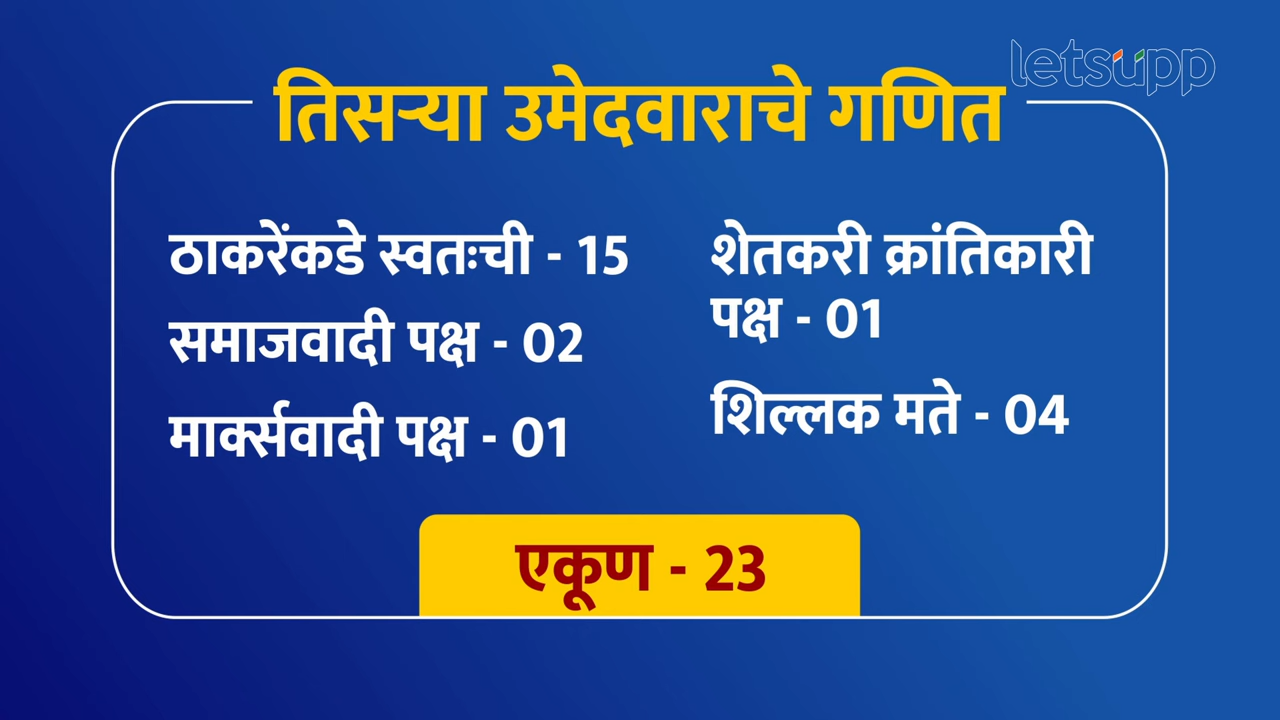 letsupp
तिसऱ्या उमेदवाराचे गणित
ठाकरेंकडे स्वतःची - 15
समाजवादी पक्ष - 02
मार्क्सवादी पक्ष - 01
शेतकरी क्रांतिकारी
पक्ष - 01
शिल्लक मते - 04
एकूण - 23